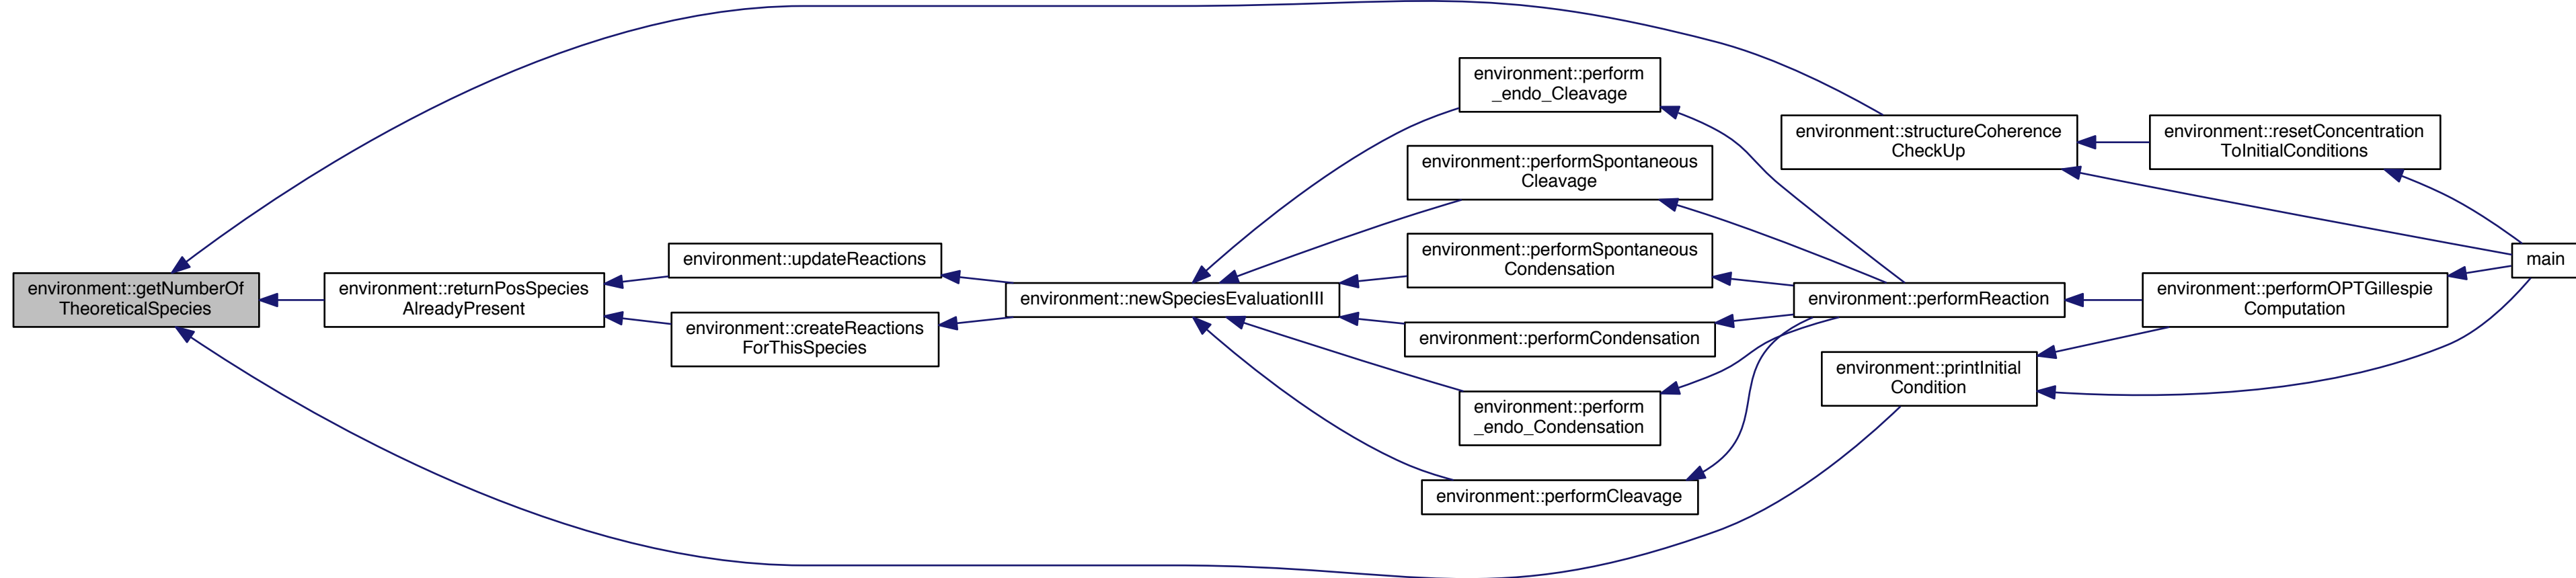 environment::getNumberOf
TheoreticalSpecies
environment::returnPosSpecies
AlreadyPresent
environment::updateReactions
environment::createReactions
ForThisSpecies
environment::newSpeciesEvaluationIII
environment::perform
_endo_Cleavage
environment::performSpontaneous
Cleavage
environment::performSpontaneous
Condensation
environment::performCondensation
environment::perform
_endo_Condensation
environment::performCleavage
environment::structureCoherence
CheckUp
environment::performReaction
environment::printInitial
Condition
environment::resetConcentration
ToInitialConditions
environment::performOPTGillespie
Computation
main